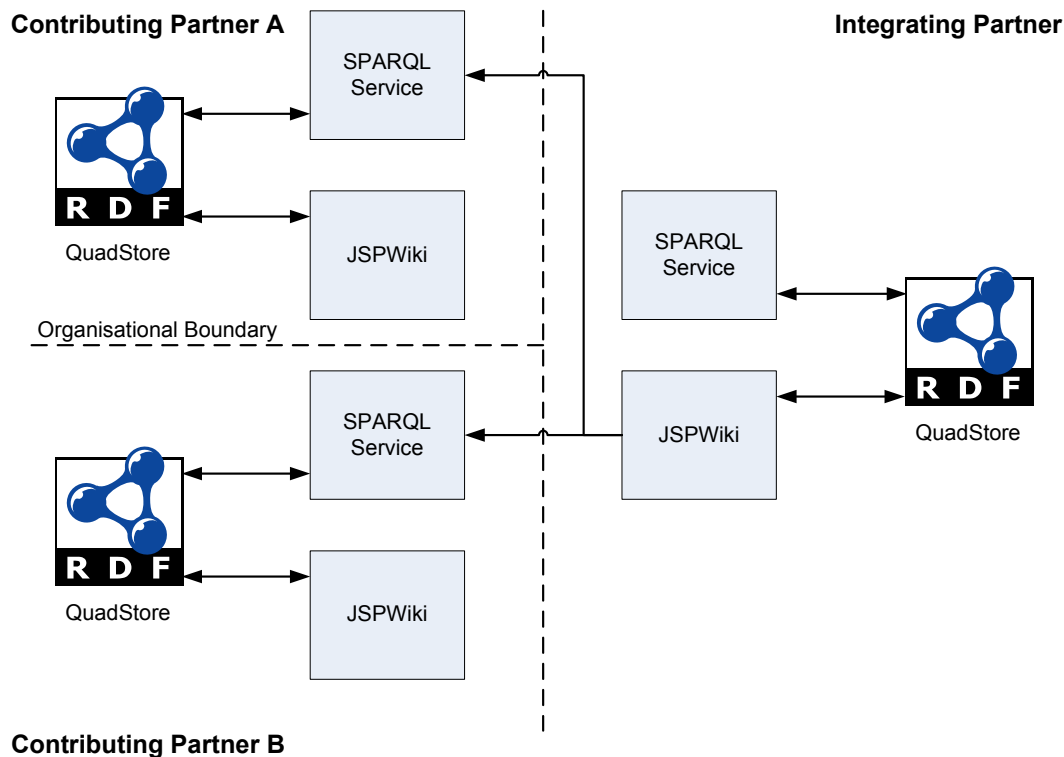 Contributing Partner A
Integrating Partner
SPARQL
Service
R D F
QuadStore
JSPWiki
SPARQL
Service
Organisational Boundary
R D F
QuadStore
SPARQL
Service
JSPWiki
R D F
QuadStore
JSPWiki
Contributing Partner B